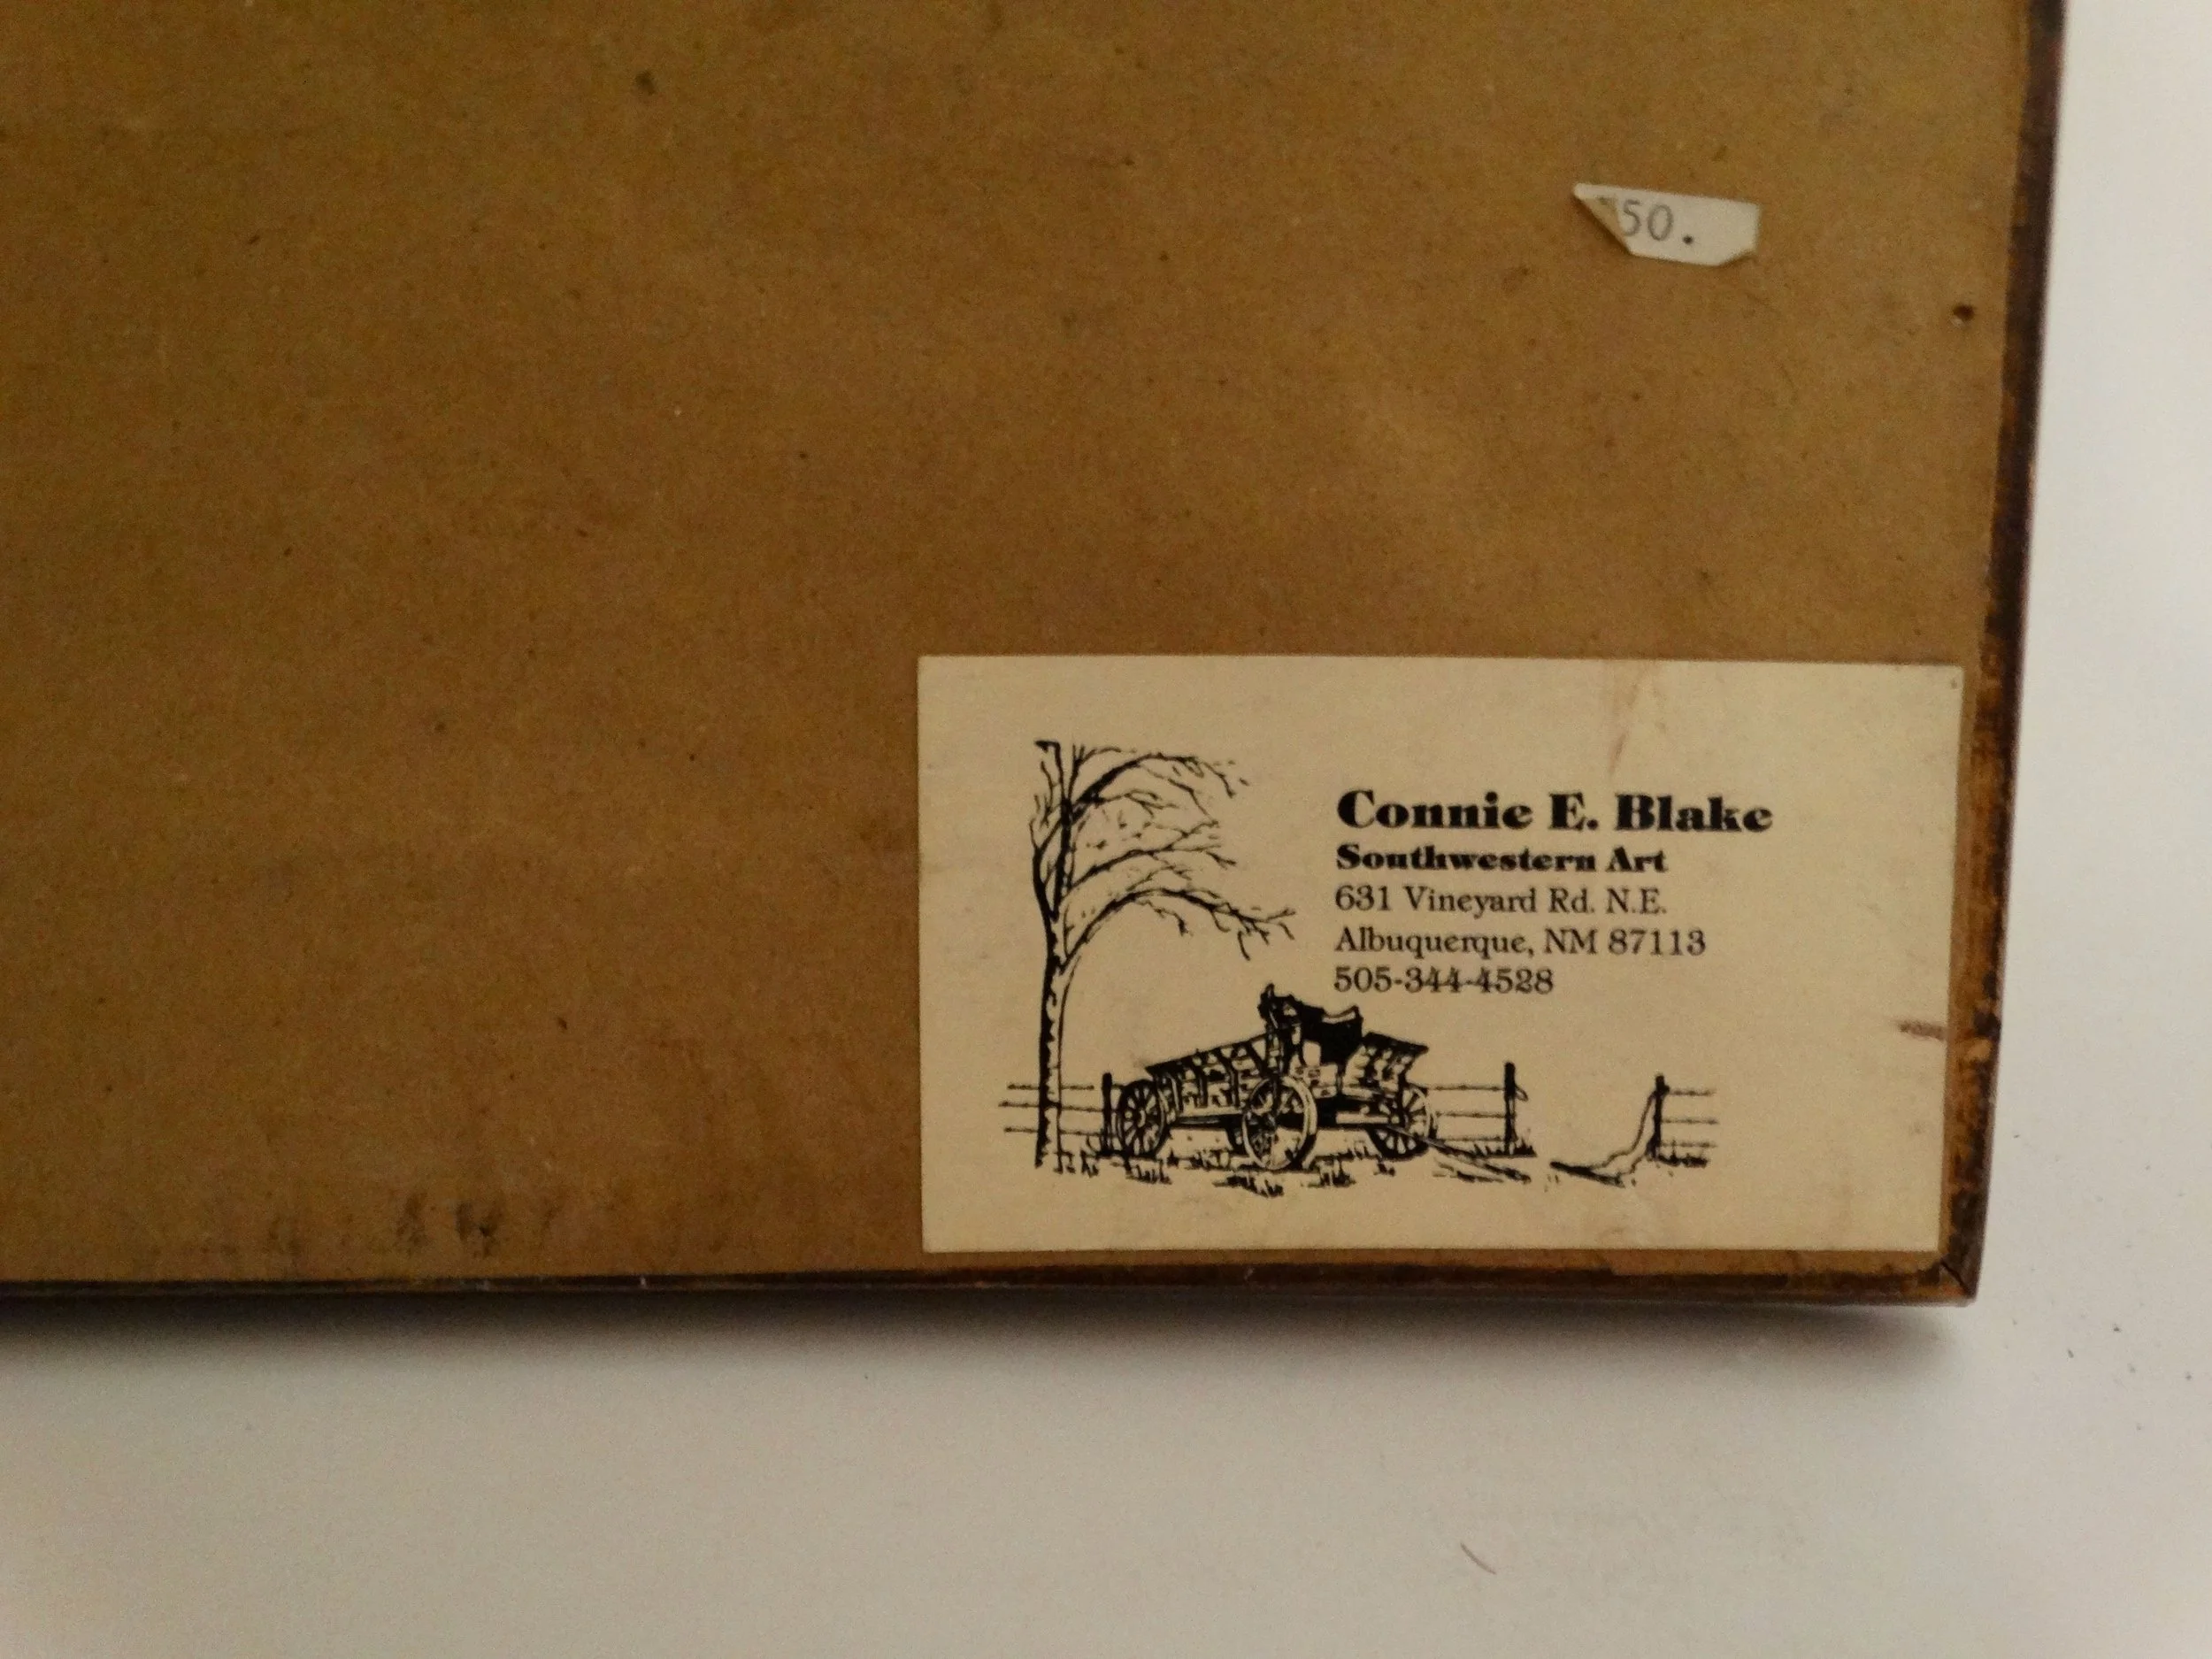 50.
Connie E. Blake
Southwestern Art
631 Vineyard Rd. N.E.
Albuquerque, NM 87113
505-344-4528